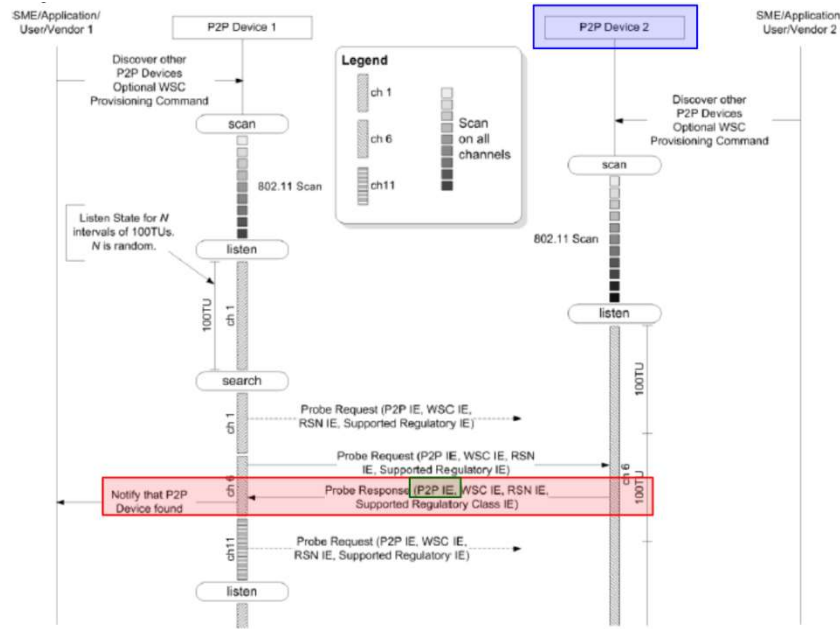 SME/Application/
User/Vendor 1
P2P Device 1
P2P Device 2
SME/Application/
User/Vendor 2
Discover other
P2P Devices
Optional WSC
Provisioning Command
Legend
ch 1
ch 6
ch11
Scan
on all
channels
Discover other
P2P Devices
Optional WSC
Provisioning Command
scan
802.11 Scan
scan
802.11 Scan
Listen State for N
intervals of 100TUs.
N is random.
listen
100TU
ch 1
listen
100TU
search
ch 1
Probe Request (P2P IE, WSC IE,
RSN IE, Supported Regulatory IE)
Probe Request (P2P IE, WSC IE, RSN
IE, Supported Regulatory IE)
ch 6
ch 6
100TU
Notify that P2P
Device found
Probe Response (P2P IE, WSC IE, RSN IE,
Supported Regulatory Class IE)
ch11
Probe Request (P2P IE, WSC IE,
RSN IE, Supported Regulatory IE)
listen